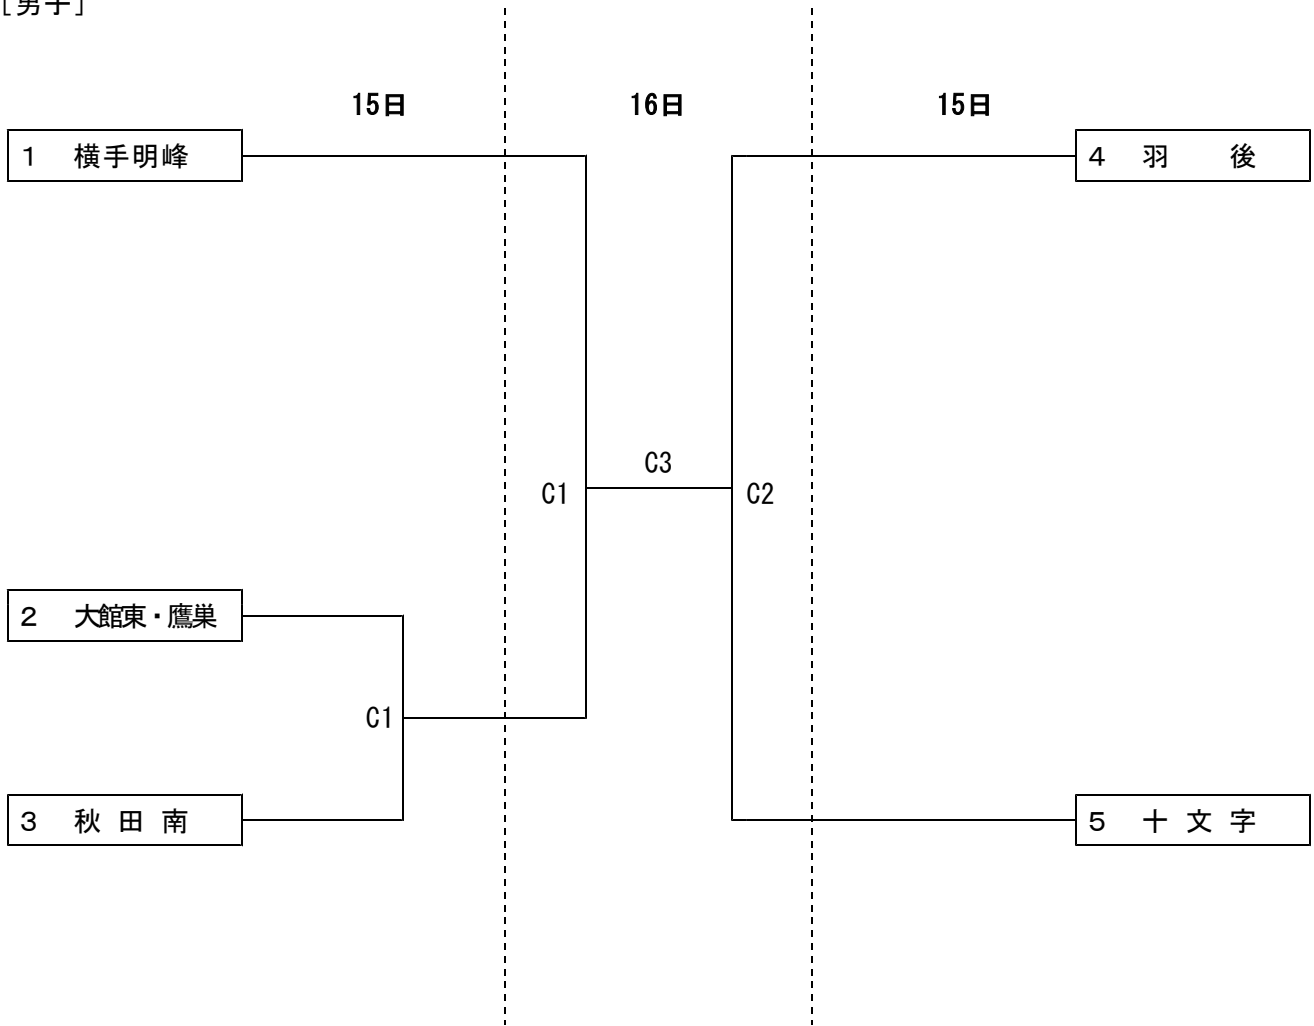 ［男子］
15日 16日 15日
1 横手明峰
4 羽 後
C3
C1
C2
2 大館東・鷹巣
C1
3 秋 田 南
5 十 文 字